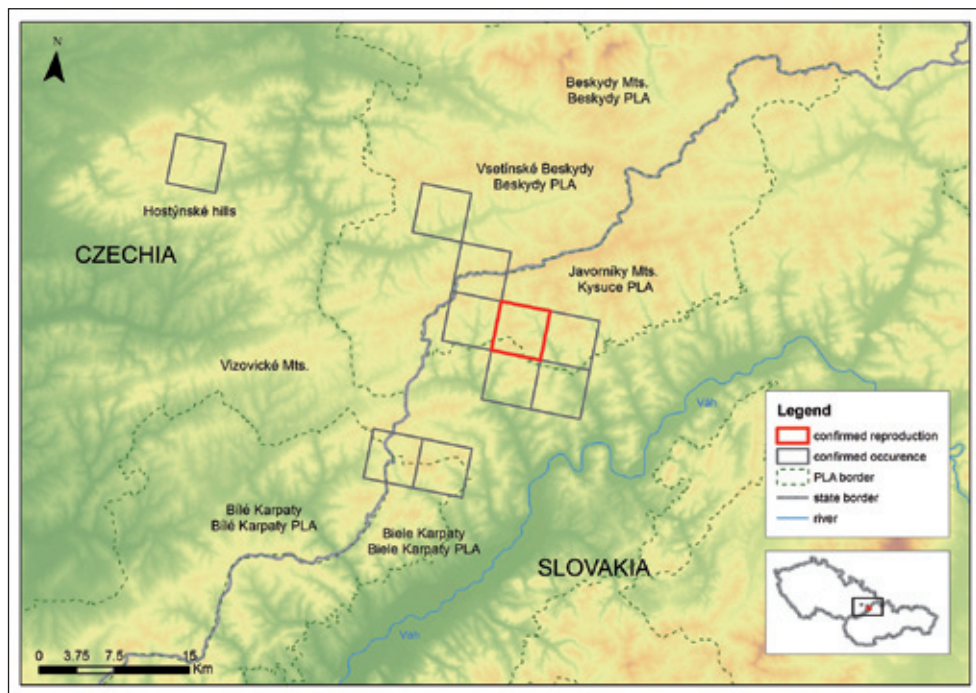 N
Beskydy Mts.
Beskydy PLA
Vsetínské Beskydy
Beskydy PLA
Hostýnské hills
CZECHIA
Javorníky Mts.
Kysuce PLA
Vizovické Mts.
Váh
Legend
confirmed reproduction
confirmed occurence
PLA border
state border
river
Bílé Karpaty
Bílé Karpaty PLA
Biele Karpaty
Biele Karpaty PLA
SLOVAKIA
Váh
0 3.75 7.5 15
Km